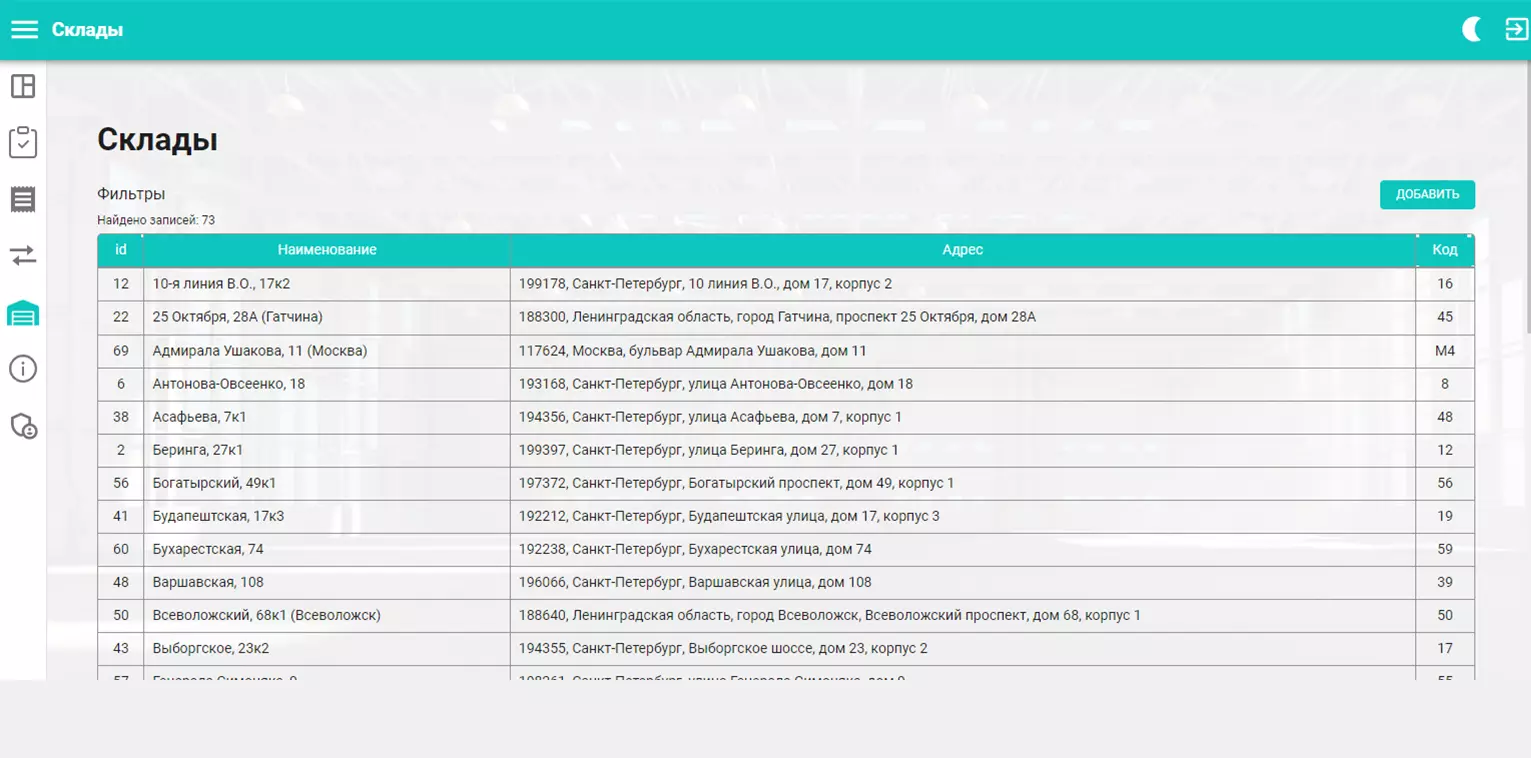 Склады
Склады
Фильтры
ДОБАВИТЬ
Найдено записей: 73
id Наименование Адрес Код
12 10-я линия В.О., 17к2 199178, Санкт-Петербург, 10 линия В.О., дом 17, корпус 2 16
22 25 Октября, 28А (Гатчина) 188300, Ленинградская область, город Гатчина, проспект 25 Октября, дом 28А 45
69 Адмирала Ушакова, 11 (Москва) 117624, Москва, бульвар Адмирала Ушакова, дом 11 М4
6 Антонова-Овсеенко, 18 193168, Санкт-Петербург, улица Антонова-Овсеенко, дом 18 8
38 Асафьева, 7к1 194356, Санкт-Петербург, улица Асафьева, дом 7, корпус 1 48
2 Беринга, 27к1 199397, Санкт-Петербург, улица Беринга, дом 27, корпус 1 12
56 Богатырский, 49к1 197372, Санкт-Петербург, Богатырский проспект, дом 49, корпус 1 56
41 Будапештская, 17к3 192212, Санкт-Петербург, Будапештская улица, дом 17, корпус 3 19
60 Бухарестская, 74 192238, Санкт-Петербург, Бухарестская улица, дом 74 59
48 Варшавская, 108 196066, Санкт-Петербург, Варшавская улица, дом 108 39
50 Всеволожский, 68к1 (Всеволожск) 188640, Ленинградская область, город Всеволожск, Всеволожский проспект, дом 68, корпус 1 50
43 Выборгское, 23к2 194355, Санкт-Петербург, Выборгское шоссе, дом 23, корпус 2 17